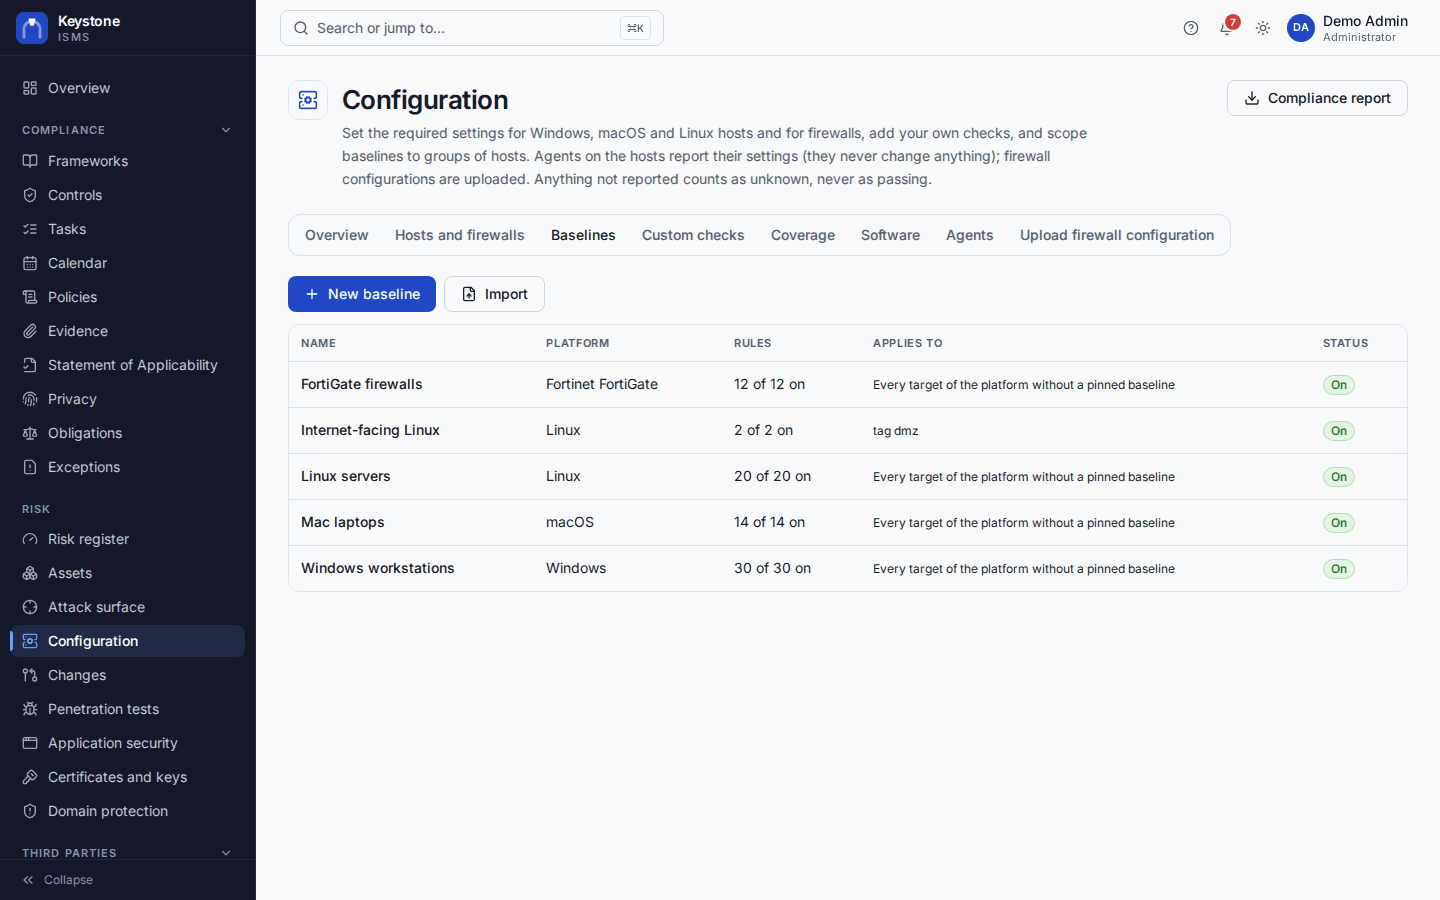 Keystone
ISMS
Search or jump to...
⌘K
7
DA
Demo Admin
Administrator
Overview
COMPLIANCE
Frameworks
Controls
Tasks
Calendar
Policies
Evidence
Statement of Applicability
Privacy
Obligations
Exceptions
RISK
Risk register
Assets
Attack surface
Configuration
Changes
Penetration tests
Application security
Certificates and keys
Domain protection
THIRD PARTIES
Collapse
Configuration
Compliance report
Set the required settings for Windows, macOS and Linux hosts and for firewalls, add your own checks, and scope
baselines to groups of hosts. Agents on the hosts report their settings (they never change anything); firewall
configurations are uploaded. Anything not reported counts as unknown, never as passing.
Overview Hosts and firewalls Baselines Custom checks Coverage Software Agents Upload firewall configuration
New baseline Import
NAME PLATFORM RULES APPLIES TO STATUS
FortiGate firewalls Fortinet FortiGate 12 of 12 on Every target of the platform without a pinned baseline On
Internet-facing Linux Linux 2 of 2 on tag dmz On
Linux servers Linux 20 of 20 on Every target of the platform without a pinned baseline On
Mac laptops macOS 14 of 14 on Every target of the platform without a pinned baseline On
Windows workstations Windows 30 of 30 on Every target of the platform without a pinned baseline On